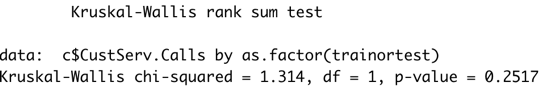 Kruskal-Wallis rank sum test
data:  c$CustServ.Calls by as.factor(trainortest)
Kruskal-Wallis chi-squared = 1.314, df = 1, p-value = 0.2517